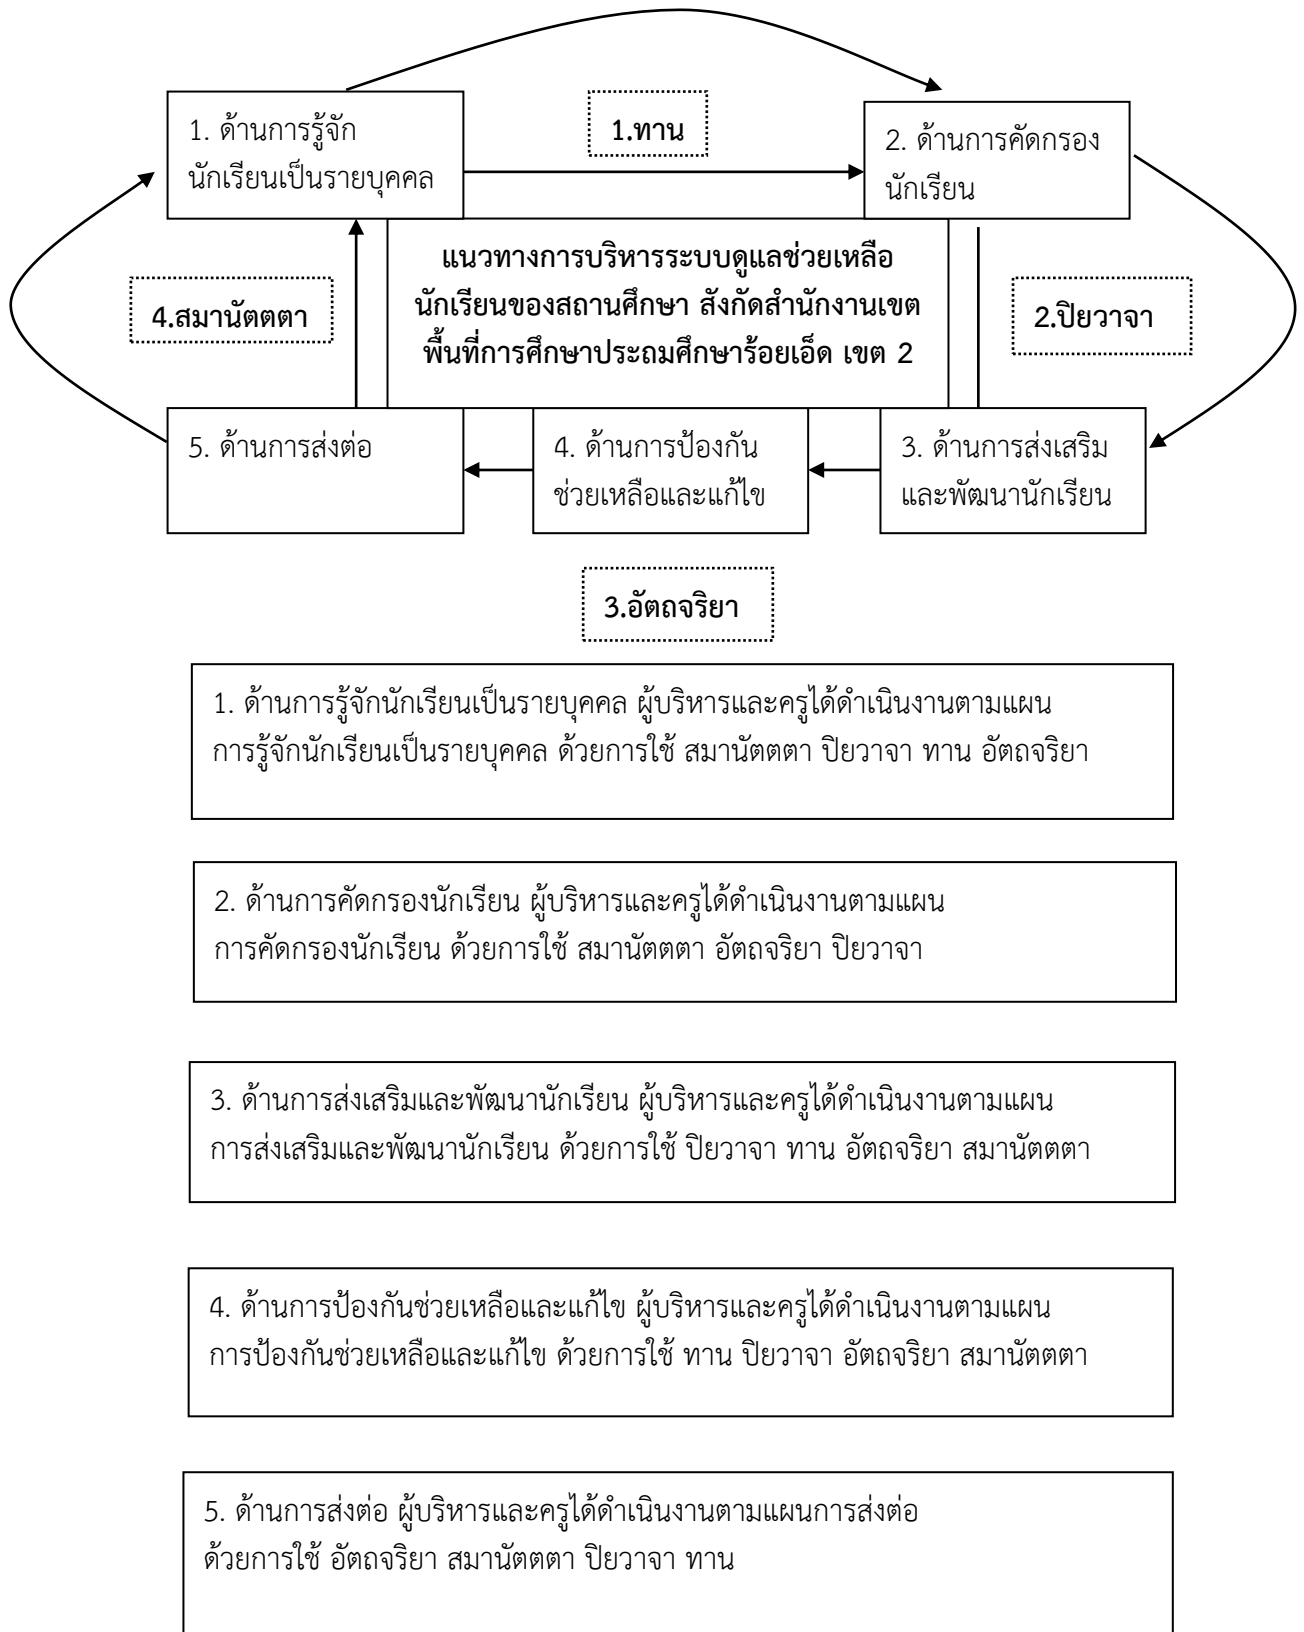 1. ด้านการรู้จัก
นักเรียนเป็นรายบุคคล
1.ทาน
2. ด้านการคัดกรอง
นักเรียน
แนวทางการบริหารระบบดูแลช่วยเหลือ
นักเรียนของสถานศึกษา สังกัดสำนักงานเขต
พื้นที่การศึกษาประถมศึกษาร้อยเอ็ด เขต 2
4.สมานัตตตา
2.ปิยวาจา
5. ด้านการส่งต่อ
4. ด้านการป้องกัน
ช่วยเหลือและแก้ไข
3. ด้านการส่งเสริม
และพัฒนานักเรียน
3.อัตถจริยา
1. ด้านการรู้จักนักเรียนเป็นรายบุคคล ผู้บริหารและครูได้ดำเนินงานตามแผน
การรู้จักนักเรียนเป็นรายบุคคล ด้วยการใช้ สมานัตตตา ปิยวาจา ทาน อัตถจริยา
2. ด้านการคัดกรองนักเรียน ผู้บริหารและครูได้ดำเนินงานตามแผน
การคัดกรองนักเรียน ด้วยการใช้ สมานัตตตา อัตถจริยา ปิยวาจา
3. ด้านการส่งเสริมและพัฒนานักเรียน ผู้บริหารและครูได้ดำเนินงานตามแผน
การส่งเสริมและพัฒนานักเรียน ด้วยการใช้ ปิยวาจา ทาน อัตถจริยา สมานัตตตา
4. ด้านการป้องกันช่วยเหลือและแก้ไข ผู้บริหารและครูได้ดำเนินงานตามแผน
การป้องกันช่วยเหลือและแก้ไข ด้วยการใช้ ทาน ปิยวาจา อัตถจริยา สมานัตตตา
5. ด้านการส่งต่อ ผู้บริหารและครูได้ดำเนินงานตามแผนการส่งต่อ
ด้วยการใช้ อัตถจริยา สมานัตตตา ปิยวาจา ทาน